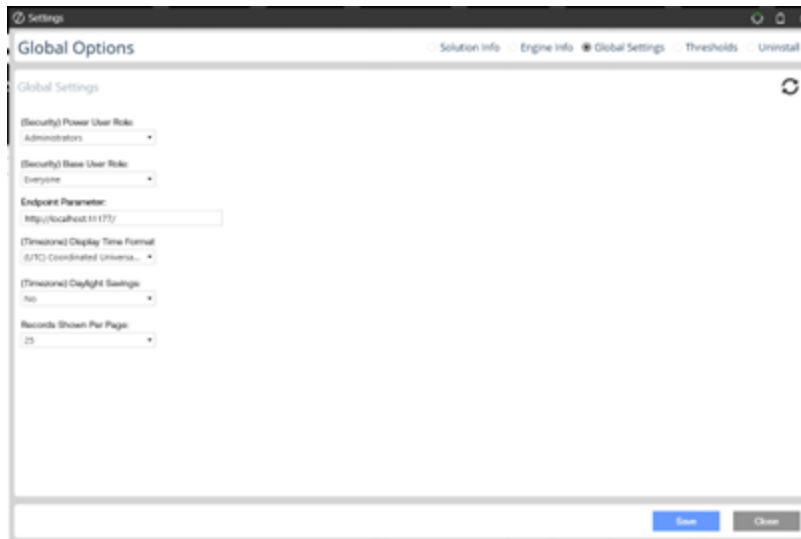 Settings
Global Options
Solution Info Engine Info Global Settings Thresholds Uninstall
Global Settings
(Security) Power User Role:
Administrators
(Security) Base User Role:
Everyone
Endpoint Parameter:
http://localhost:11177/
(Timezone) Display Time Format
(UTC) Coordinated Universa...
(Timezone) Daylight Savings:
No
Records Shown Per Page:
25
Save Close